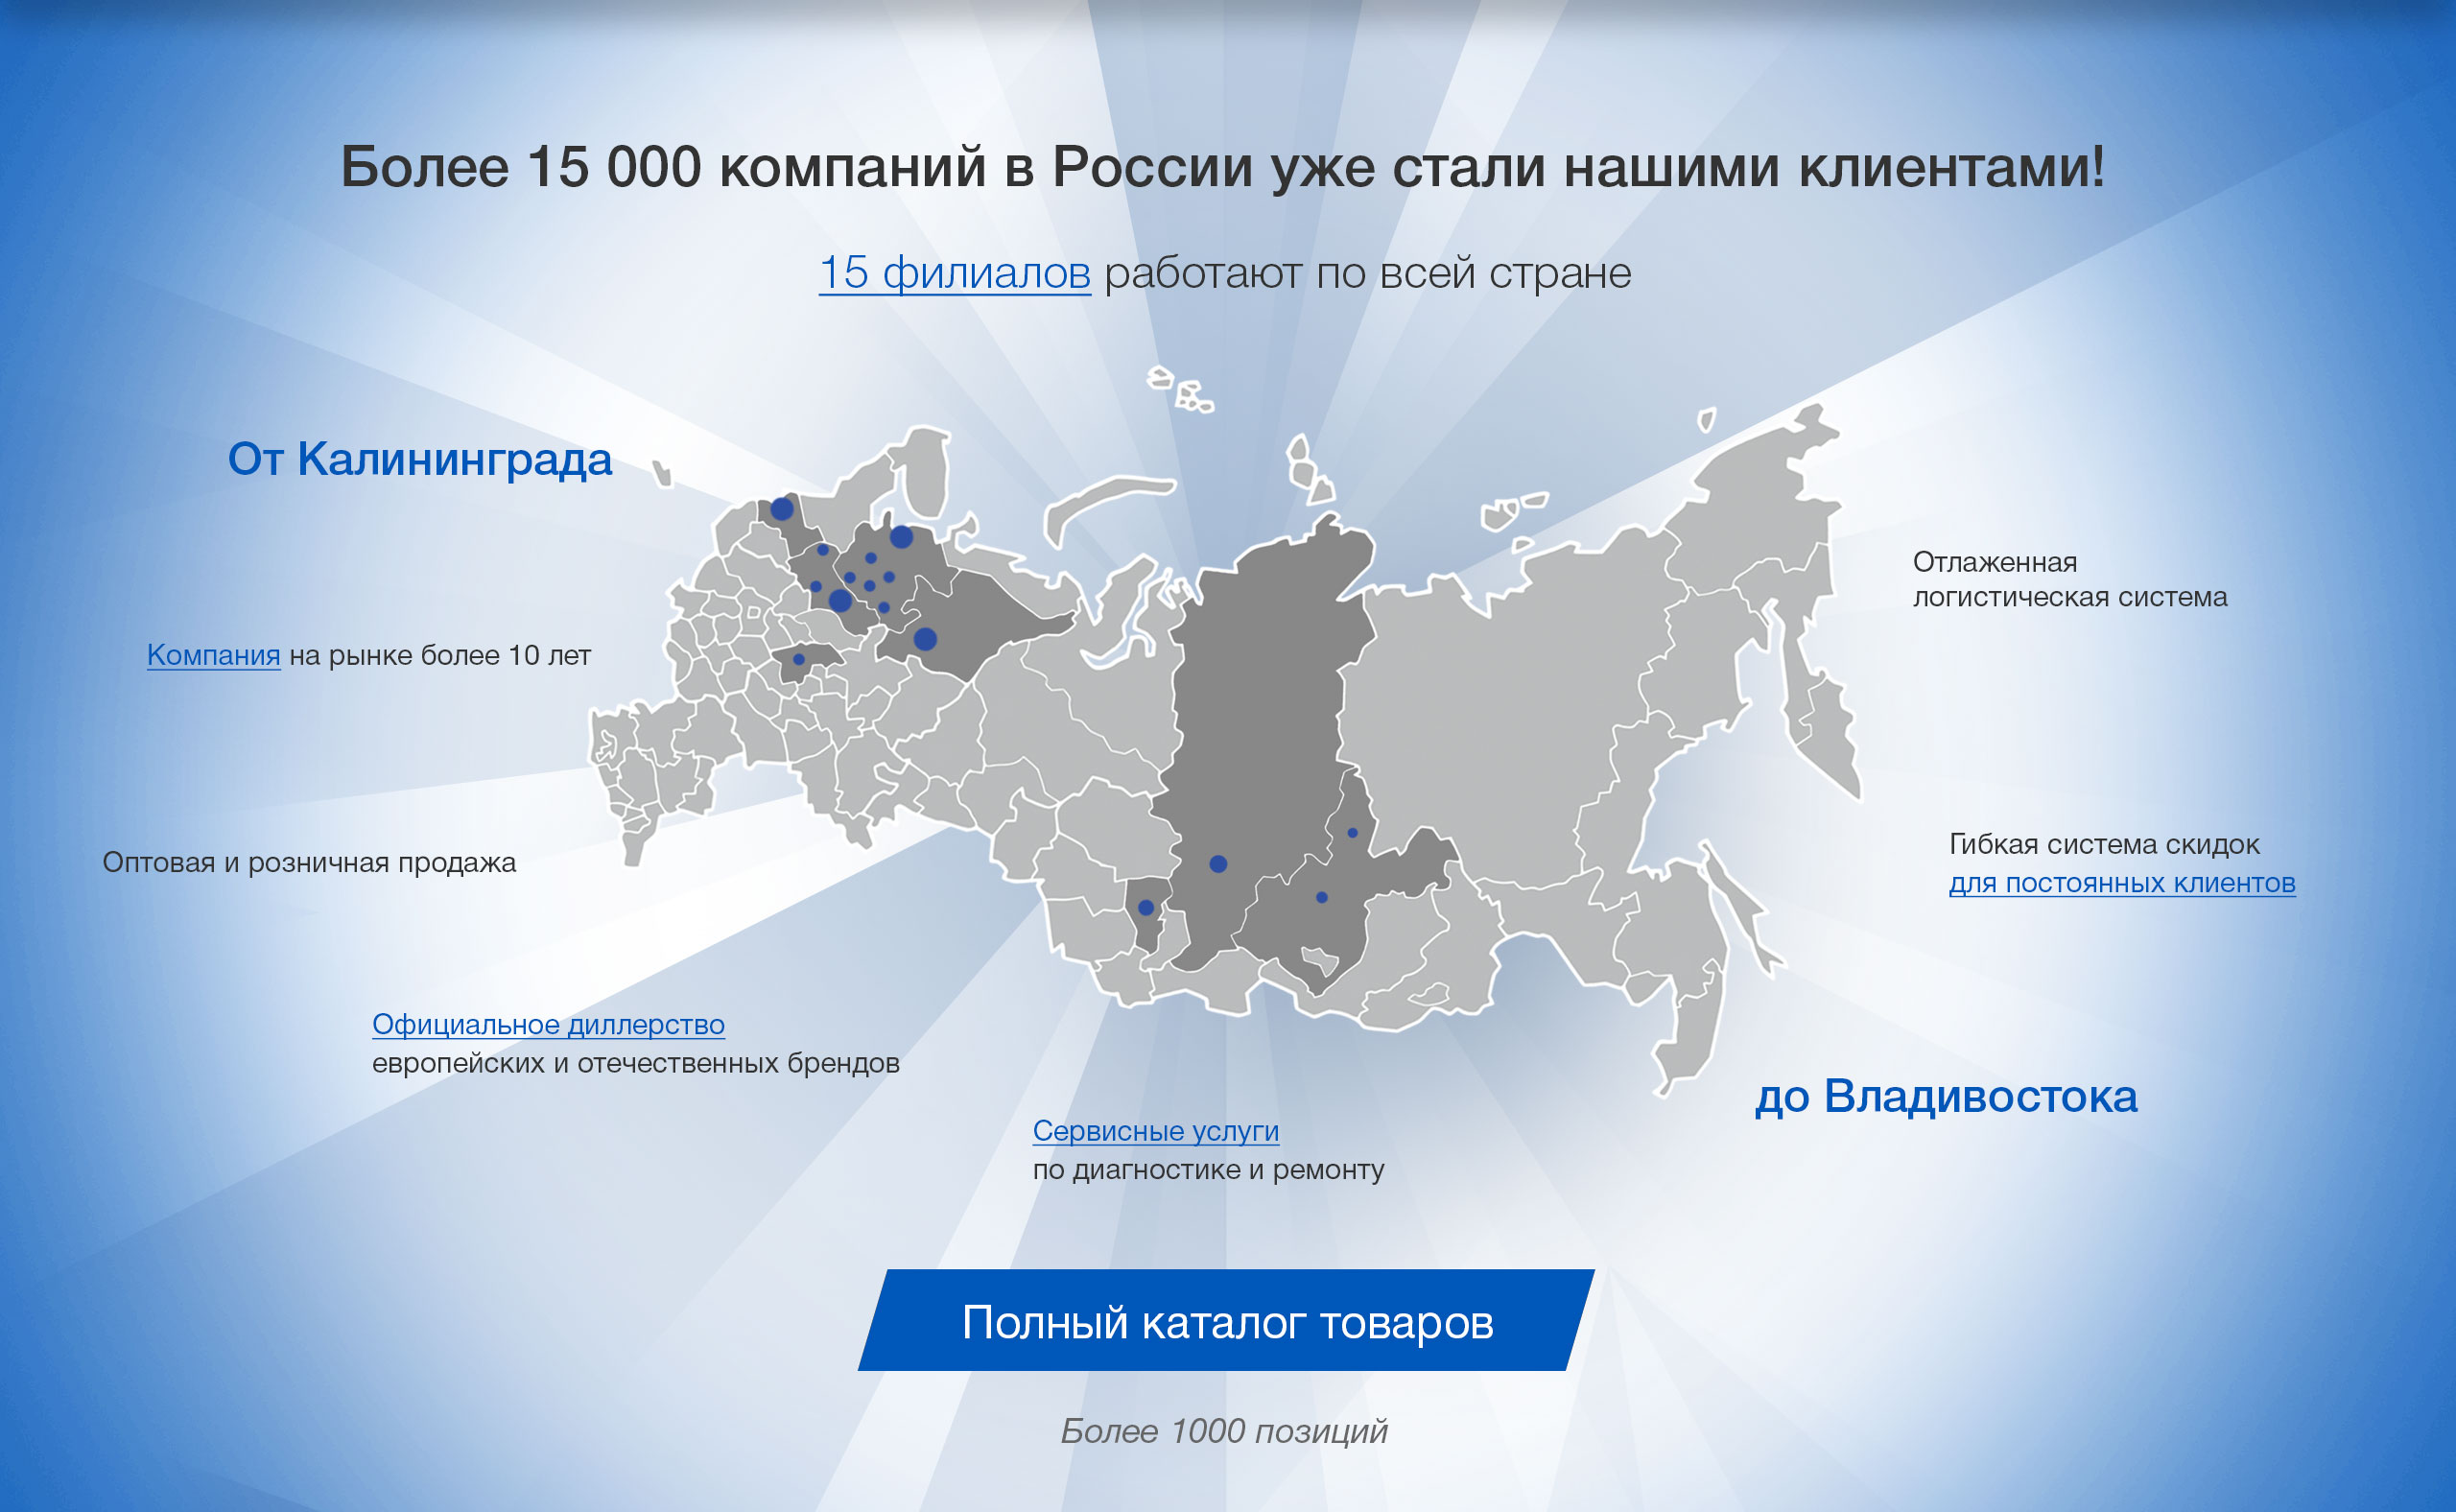 Более 15 000 компаний в России уже стали нашими клиентами!
15 филиалов работают по всей стране
От Калининграда
Отлаженная
логистическая система
Компания на рынке более 10 лет
Гибкая система скидок
для постоянных клиентов
Оптовая и розничная продажа
Официальное диллерство
европейских и отечественных брендов
до Владивостока
Сервисные услуги
по диагностике и ремонту
Полный каталог товаров
Более 1000 позиций